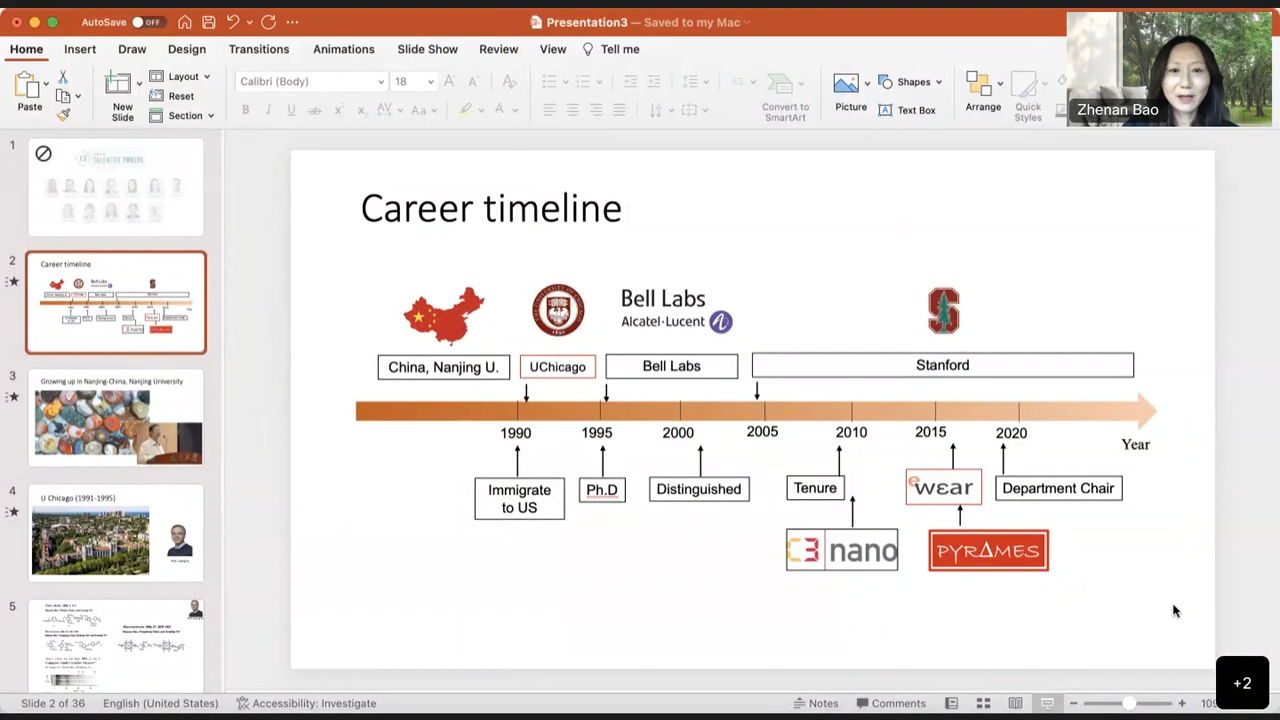 AutoSave OFF
Presentation3 — Saved to my Mac
Home Insert Draw Design Transitions Animations Slide Show Review View Tell me
Paste
New Slide
Layout
Reset
Section
Calibri (Body) 18
Convert to SmartArt
Picture
Shapes
Text Box
Arrange
Quick Styles
Zhenan Bao
1
TALENTED TWELVE
2
Career timeline
3
Growing up in Nanjing-China, Nanjing University
4
U Chicago (1991-1995)
5
Career timeline
Bell Labs
Alcatel·Lucent
China, Nanjing U.
UChicago
Bell Labs
Stanford
1990 1995 2000 2005 2010 2015 2020
Year
Immigrate to US
Ph.D
Distinguished
Tenure
ewear
Department Chair
C3 nano
PYRAMES
Slide 2 of 36 English (United States) Accessibility: Investigate Notes Comments
+2